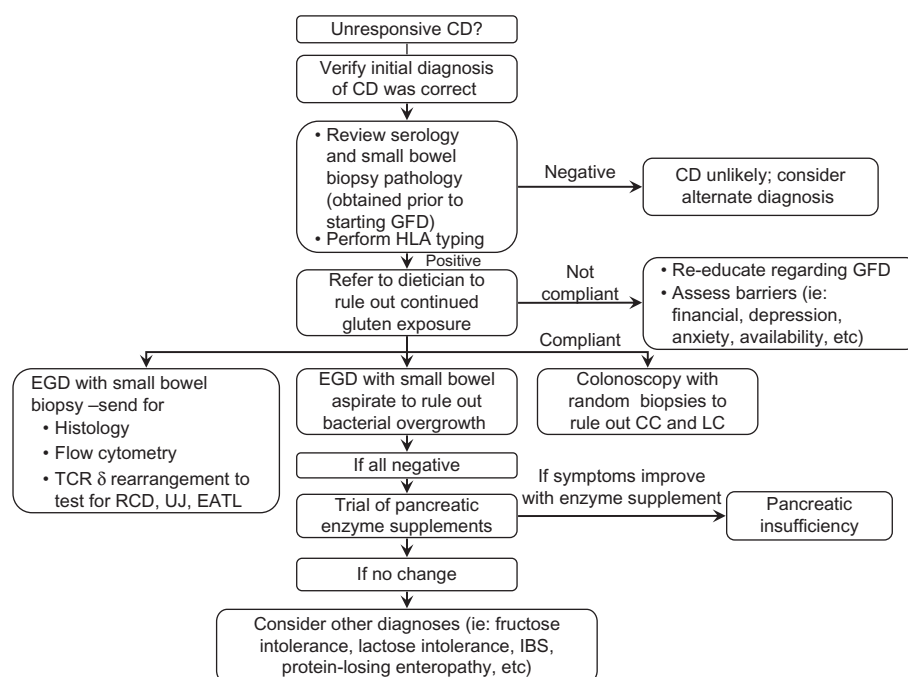 Unresponsive CD?
Verify initial diagnosis
of CD was correct
• Review serology
and small bowel
biopsy pathology
(obtained prior to
starting GFD)
• Perform HLA typing
Negative
CD unlikely; consider
alternate diagnosis
Positive
Refer to dietician to
rule out continued
gluten exposure
Not
compliant
• Re-educate regarding GFD
• Assess barriers (ie:
financial, depression,
anxiety, availability, etc)
Compliant
EGD with small bowel
biopsy –send for
• Histology
• Flow cytometry
• TCR δ rearrangement to
test for RCD, UJ, EATL
EGD with small bowel
aspirate to rule out
bacterial overgrowth
Colonoscopy with
random biopsies to
rule out CC and LC
If all negative
Trial of pancreatic
enzyme supplements
If symptoms improve
with enzyme supplement
Pancreatic
insufficiency
If no change
Consider other diagnoses (ie: fructose
intolerance, lactose intolerance, IBS,
protein-losing enteropathy, etc)